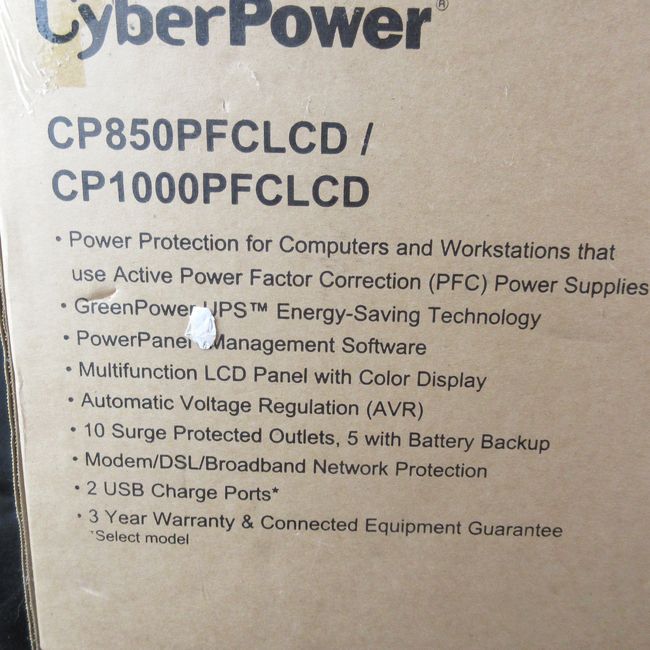 CyberPower®
CP850PFCLCD /
CP1000PFCLCD
• Power Protection for Computers and Workstations that
use Active Power Factor Correction (PFC) Power Supplies
• GreenPower UPS™ Energy-Saving Technology
• PowerPanel Management Software
• Multifunction LCD Panel with Color Display
• Automatic Voltage Regulation (AVR)
• 10 Surge Protected Outlets, 5 with Battery Backup
• Modem/DSL/Broadband Network Protection
• 2 USB Charge Ports*
• 3 Year Warranty & Connected Equipment Guarantee
*Select model